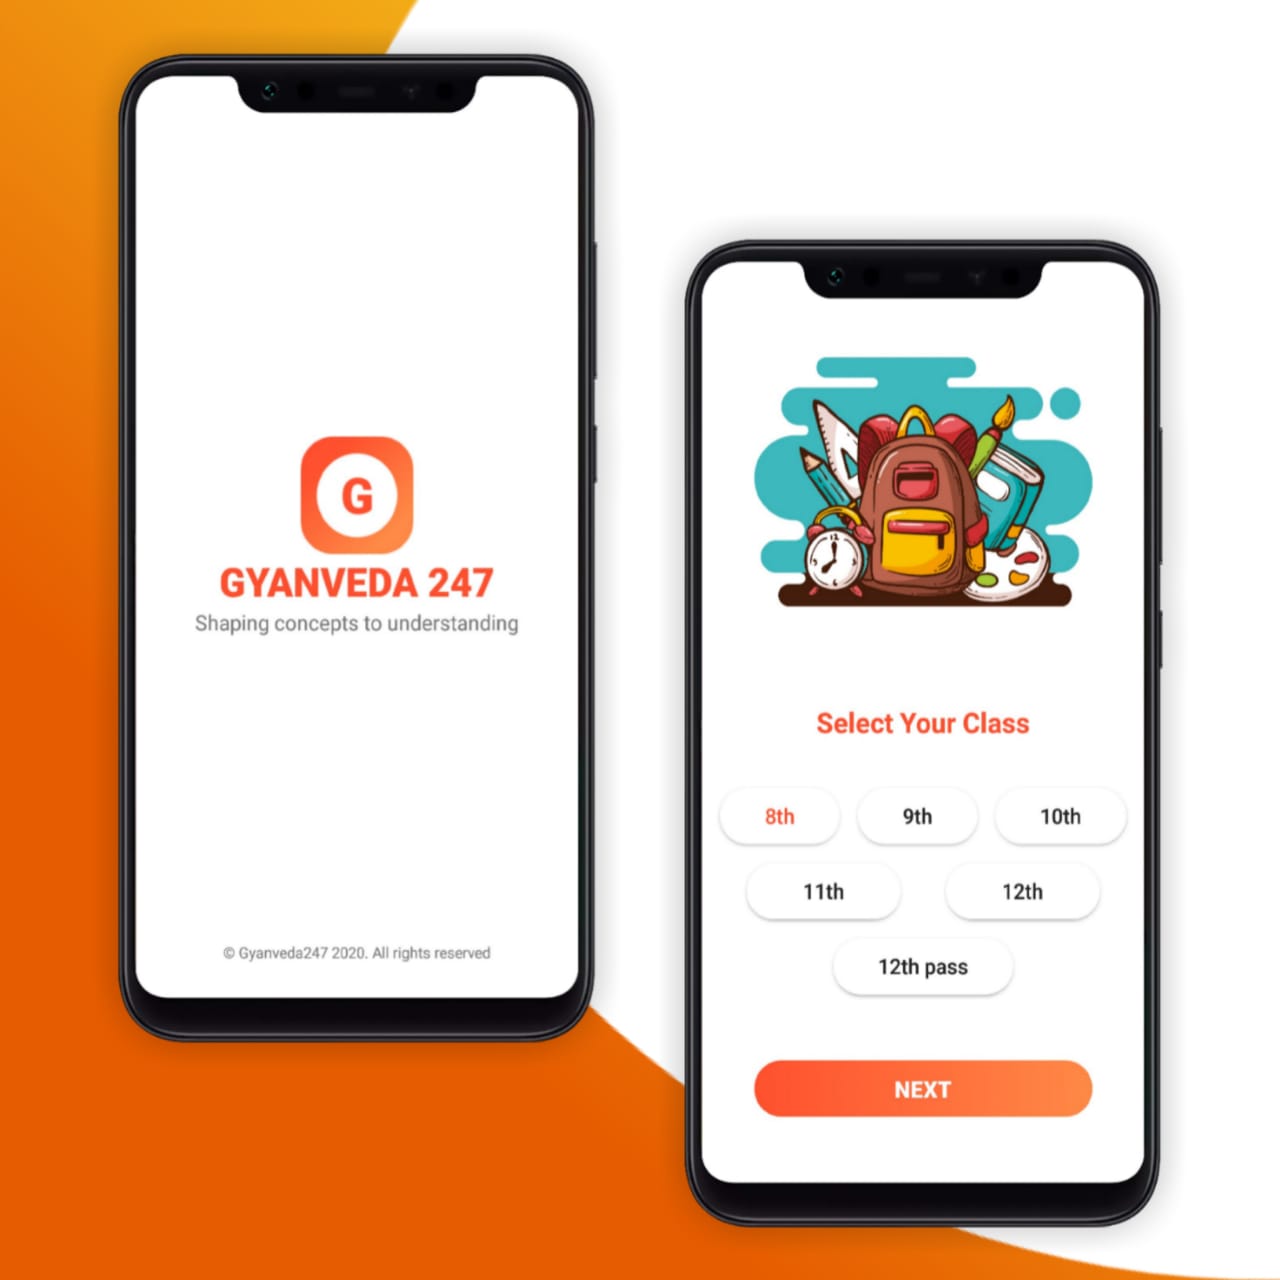 G
GYANVEDA 247
Shaping concepts to understanding
© Gyanveda247 2020. All rights reserved
12
Select Your Class
8th 9th 10th
11th 12th
12th pass
NEXT